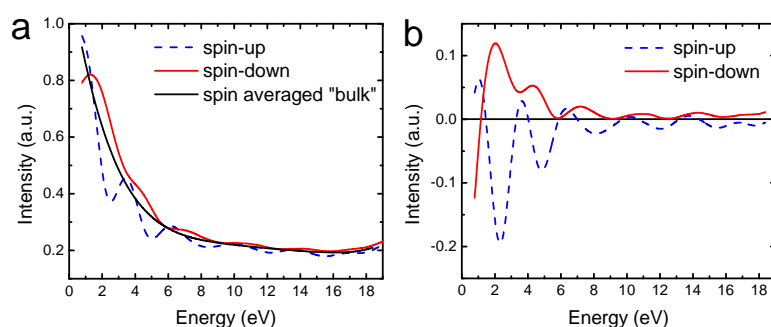 a
spin-up
spin-down
spin averaged "bulk"
Intensity (a.u.)
1.0
0.8
0.6
0.4
0.2
0 2 4 6 8 10 12 14 16 18
Energy (eV)
b
spin-up
spin-down
Intensity (a.u.)
0.1
0.0
-0.1
-0.2
0 2 4 6 8 10 12 14 16 18
Energy (eV)